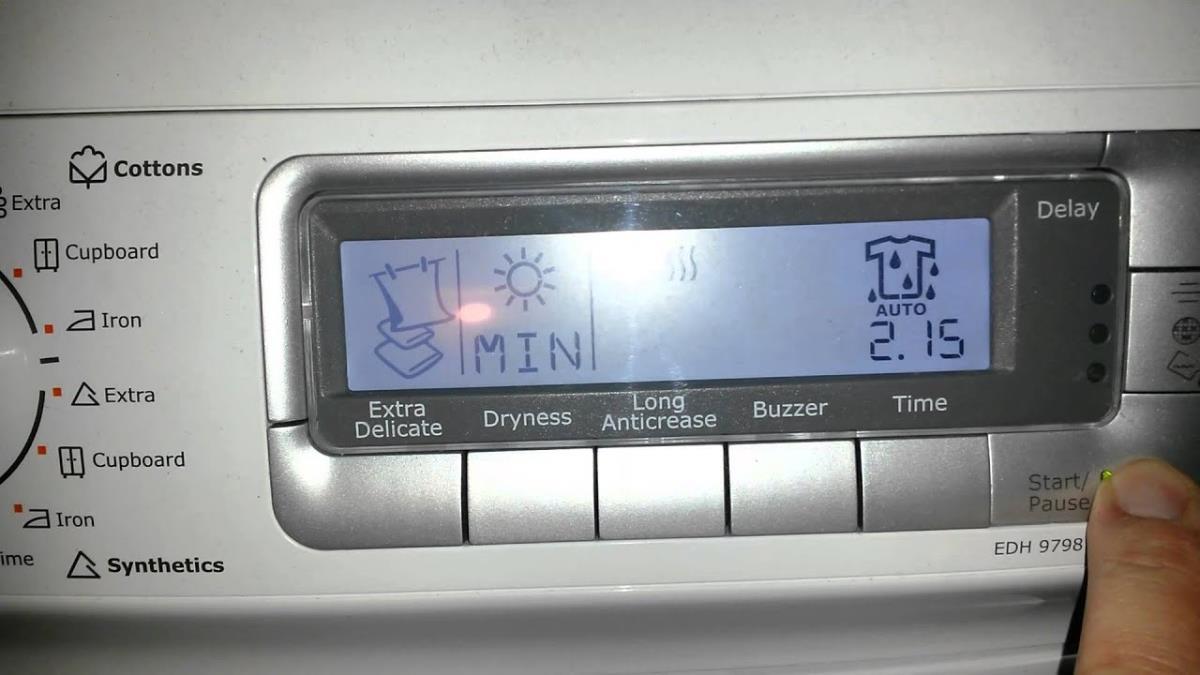 Cottons
Extra
Cupboard
Iron
Extra
Cupboard
Iron
Synthetics
MIN
AUTO
2.15
Delay
Extra
Delicate
Dryness
Long
Anticrease
Buzzer
Time
Start/
Pause
EDH 9798